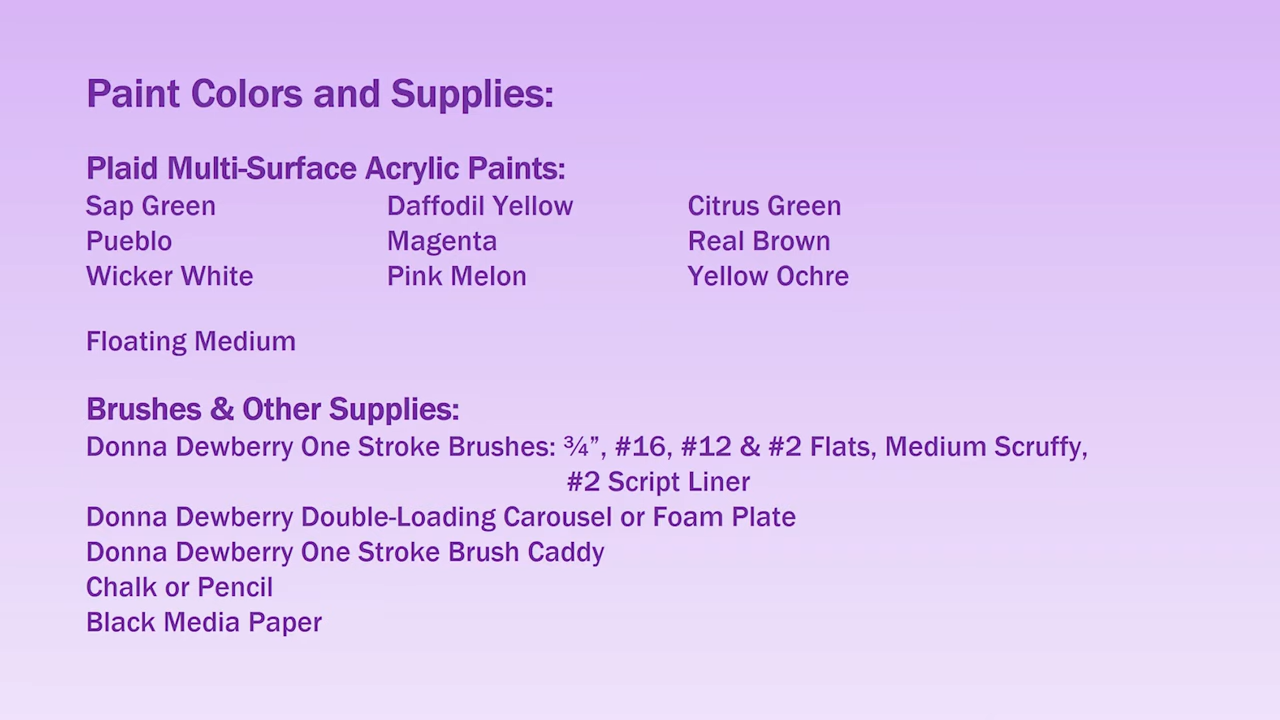 Paint Colors and Supplies:
Plaid Multi-Surface Acrylic Paints:
Sap Green Daffodil Yellow Citrus Green
Pueblo Magenta Real Brown
Wicker White Pink Melon Yellow Ochre
Floating Medium
Brushes & Other Supplies:
Donna Dewberry One Stroke Brushes: ¾”, #16, #12 & #2 Flats, Medium Scruffy,
#2 Script Liner
Donna Dewberry Double-Loading Carousel or Foam Plate
Donna Dewberry One Stroke Brush Caddy
Chalk or Pencil
Black Media Paper